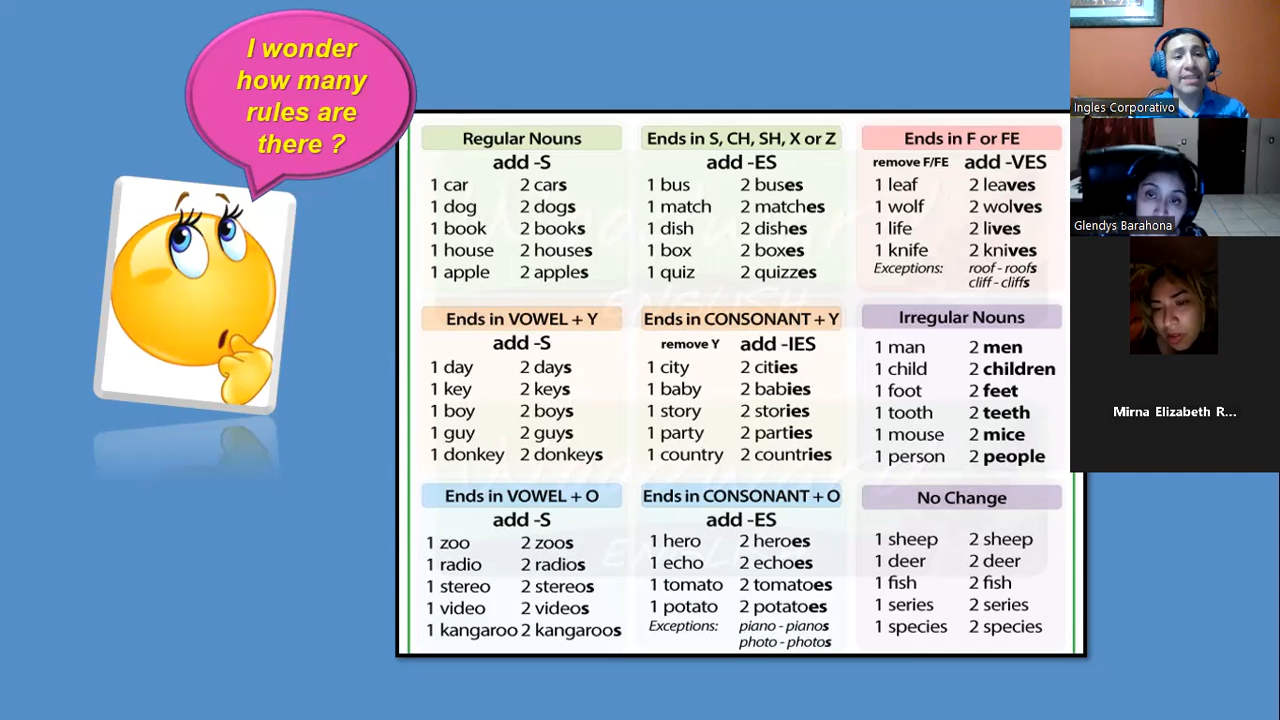 I wonder
how many
rules are
there ?
Regular Nouns
add -S
1 car 2 cars
1 dog 2 dogs
1 book 2 books
1 house 2 houses
1 apple 2 apples
Ends in S, CH, SH, X or Z
add -ES
1 bus 2 buses
1 match 2 matches
1 dish 2 dishes
1 box 2 boxes
1 quiz 2 quizzes
Ends in F or FE
remove F/FE add -VES
1 leaf 2 leaves
1 wolf 2 wolves
1 life 2 lives
1 knife 2 knives
Exceptions: roof - roofs
cliff - cliffs
Ends in VOWEL + Y
add -S
1 day 2 days
1 key 2 keys
1 boy 2 boys
1 guy 2 guys
1 donkey 2 donkeys
Ends in CONSONANT + Y
remove Y add -IES
1 city 2 cities
1 baby 2 babies
1 story 2 stories
1 party 2 parties
1 country 2 countries
Irregular Nouns
1 man 2 men
1 child 2 children
1 foot 2 feet
1 tooth 2 teeth
1 mouse 2 mice
1 person 2 people
Ends in VOWEL + O
add -S
1 zoo 2 zoos
1 radio 2 radios
1 stereo 2 stereos
1 video 2 videos
1 kangaroo 2 kangaroos
Ends in CONSONANT + O
add -ES
1 hero 2 heroes
1 echo 2 echoes
1 tomato 2 tomatoes
1 potato 2 potatoes
Exceptions: piano - pianos
photo - photos
No Change
1 sheep 2 sheep
1 deer 2 deer
1 fish 2 fish
1 series 2 series
1 species 2 species
Ingles Corporativo
Glendys Barahona
Mirna Elizabeth R...